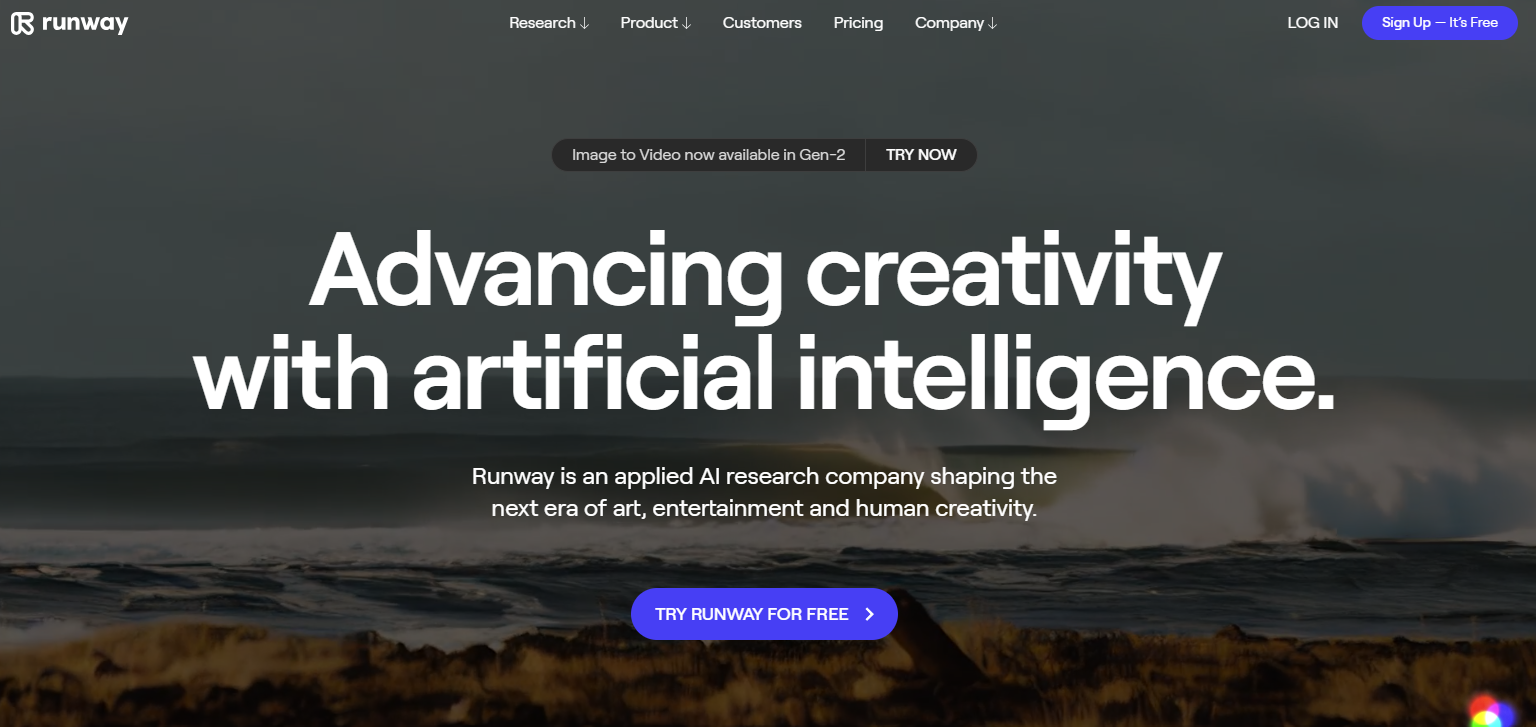 runway
Research ↓ Product ↓ Customers Pricing Company ↓ LOG IN Sign Up — It's Free
Image to Video now available in Gen-2 TRY NOW
Advancing creativity
with artificial intelligence.
Runway is an applied AI research company shaping the
next era of art, entertainment and human creativity.
TRY RUNWAY FOR FREE